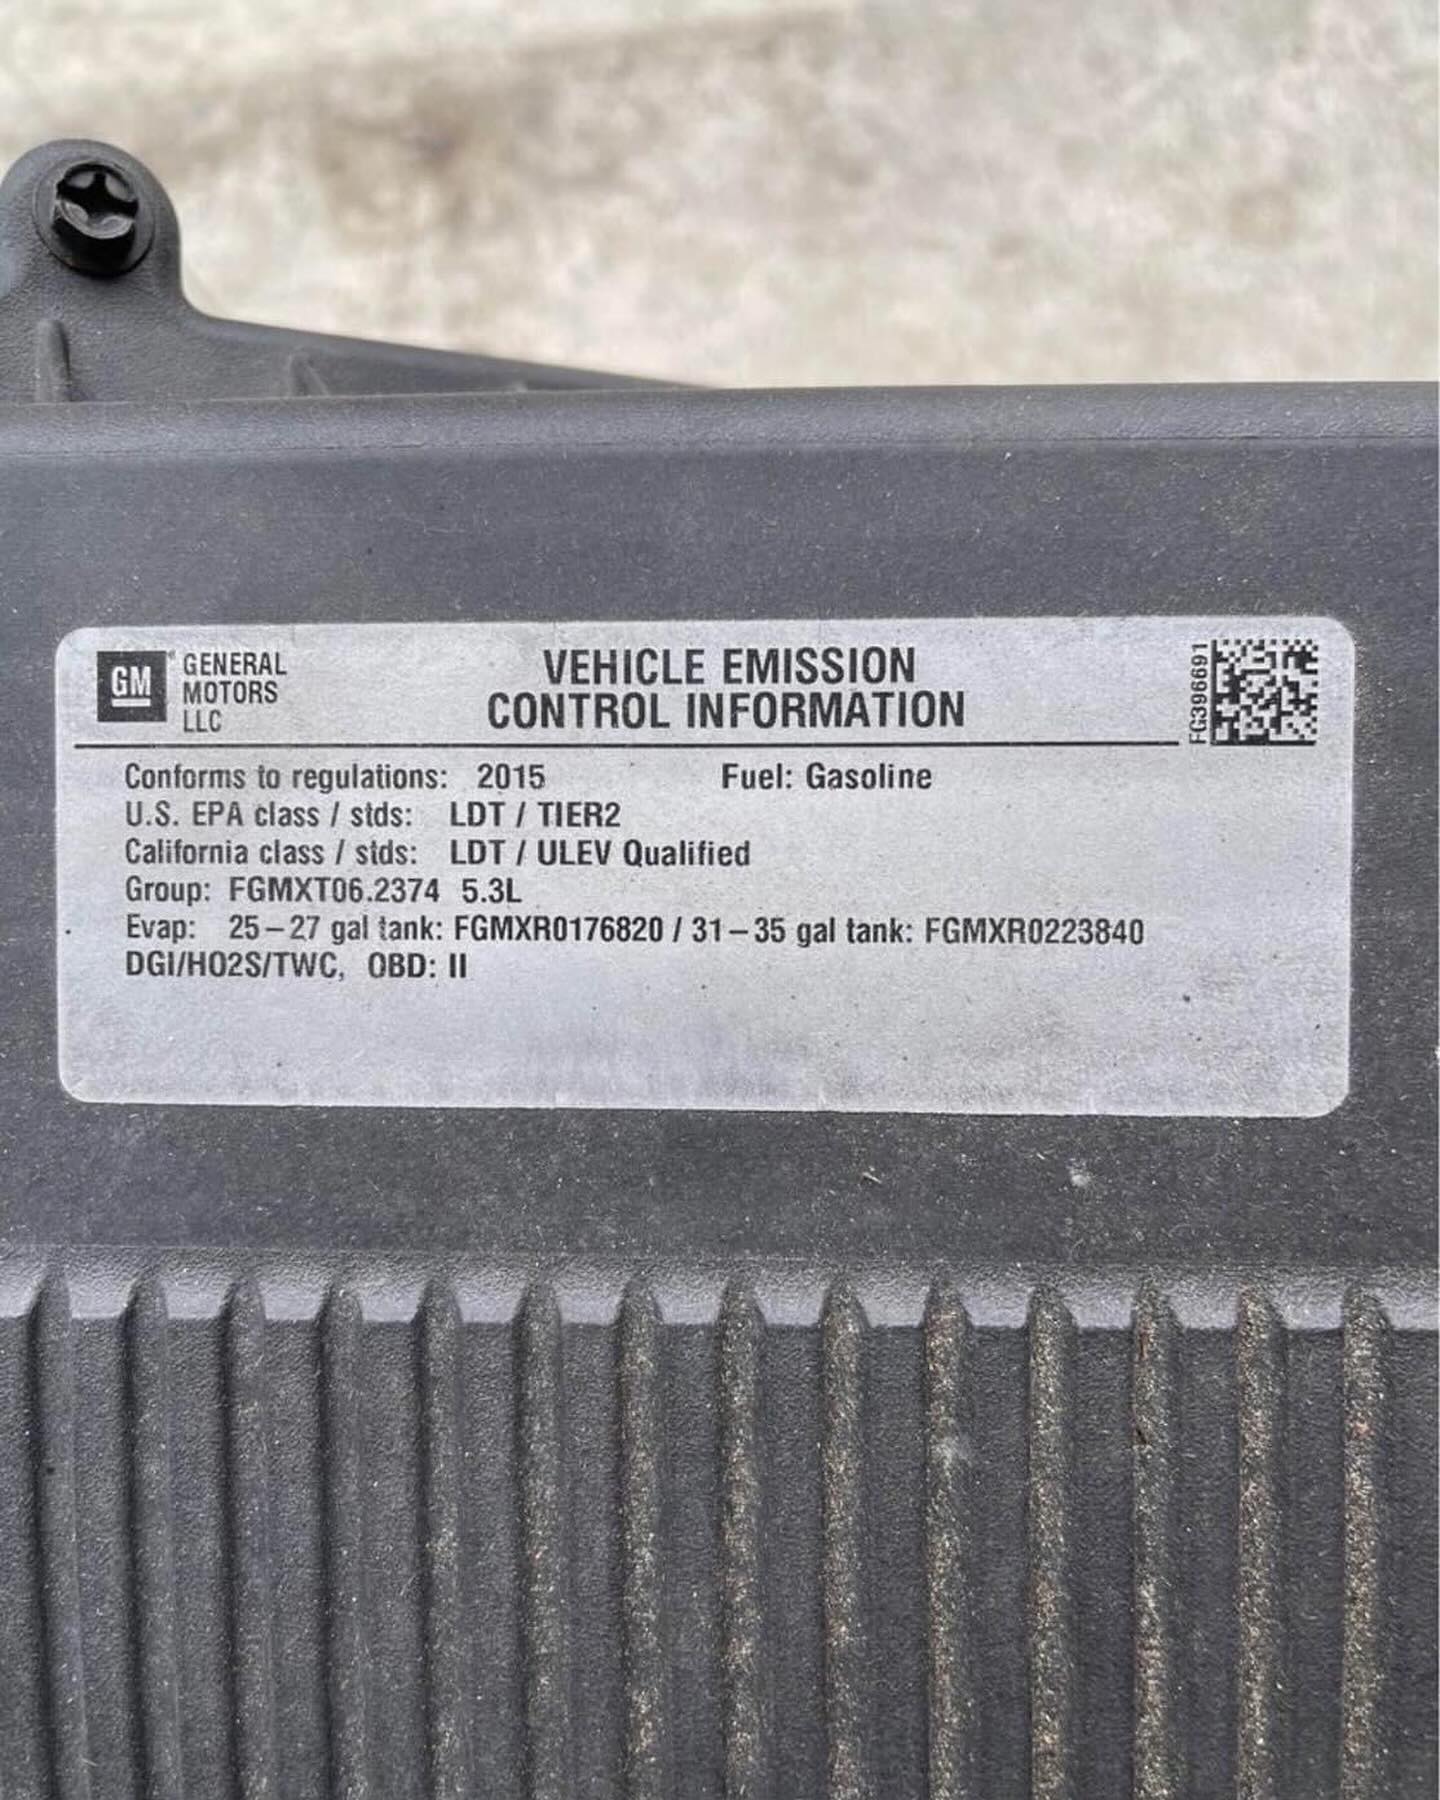 GM
GENERAL
MOTORS
LLC
VEHICLE EMISSION
CONTROL INFORMATION
FG396691
Conforms to regulations: 2015 Fuel: Gasoline
U.S. EPA class / stds: LDT / TIER2
California class / stds: LDT / ULEV Qualified
Group: FGMXT06.2374 5.3L
Evap: 25–27 gal tank: FGMXR0176820 / 31–35 gal tank: FGMXR0223840
DGI/HO2S/TWC, OBD: II